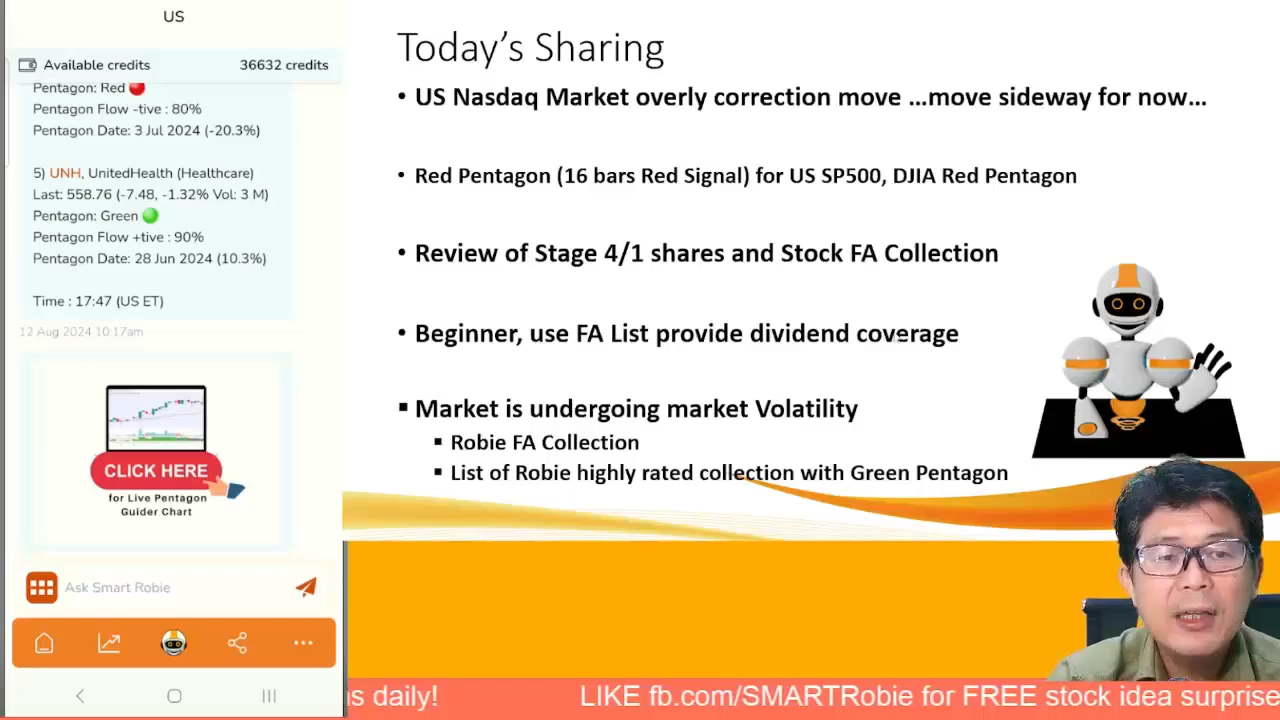 US
Available credits 36632 credits
Pentagon: Red
Pentagon Flow -tive : 80%
Pentagon Date: 3 Jul 2024 (-20.3%)
5) UNH, UnitedHealth (Healthcare)
Last: 558.76 (-7.48, -1.32% Vol: 3 M)
Pentagon: Green
Pentagon Flow +tive : 90%
Pentagon Date: 28 Jun 2024 (10.3%)
Time : 17:47 (US ET)
12 Aug 2024 10:17am
CLICK HERE
for Live Pentagon
Guider Chart
Ask Smart Robie
Today’s Sharing
• US Nasdaq Market overly correction move ...move sideway for now...
• Red Pentagon (16 bars Red Signal) for US SP500, DJIA Red Pentagon
• Review of Stage 4/1 shares and Stock FA Collection
• Beginner, use FA List provide dividend coverage
▪ Market is undergoing market Volatility
▪ Robie FA Collection
▪ List of Robie highly rated collection with Green Pentagon
s daily! LIKE fb.com/SMARTRobie for FREE stock idea surprise